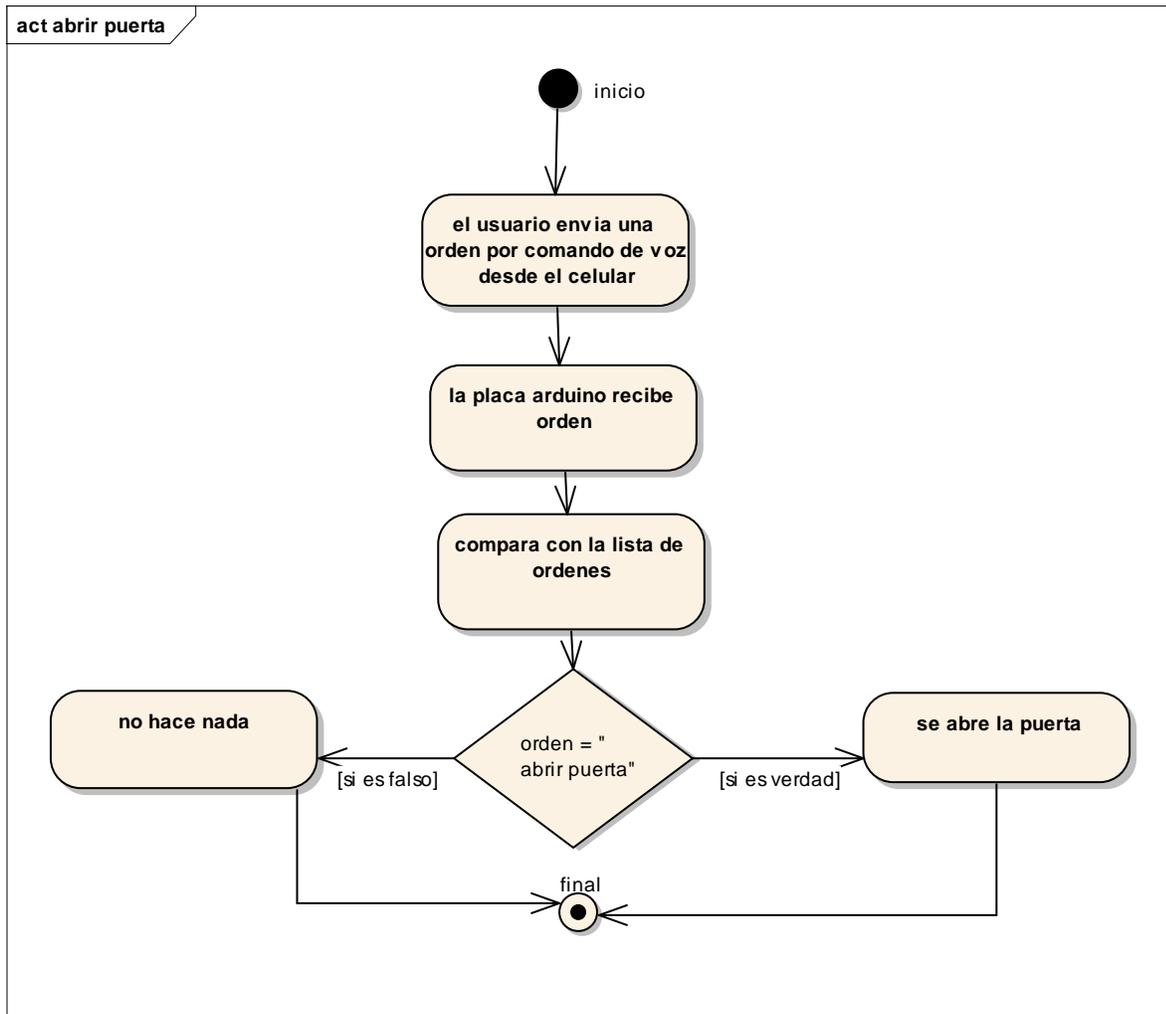 act abrir puerta
inicio
el usuario envia una
orden por comando de voz
desde el celular
la placa arduino recibe
orden
compara con la lista de
ordenes
no hace nada
orden = "
abrir puerta"
se abre la puerta
[si es falso]
[si es verdad]
final